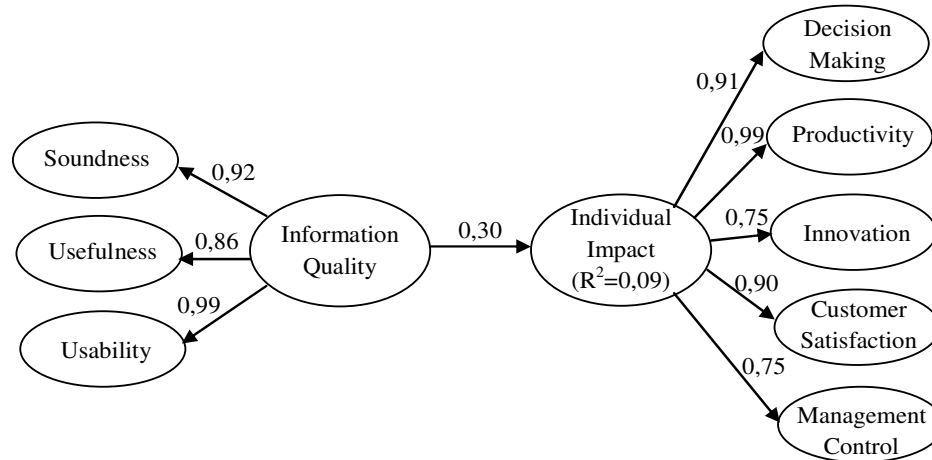 Decision
Making
0,91
Productivity
0,99
Soundness
0,92
Usefulness
0,86
Information
Quality
0,30
Individual
Impact
(R²=0,09)
0,75
Innovation
0,99
Usability
0,90
Customer
Satisfaction
0,75
Management
Control